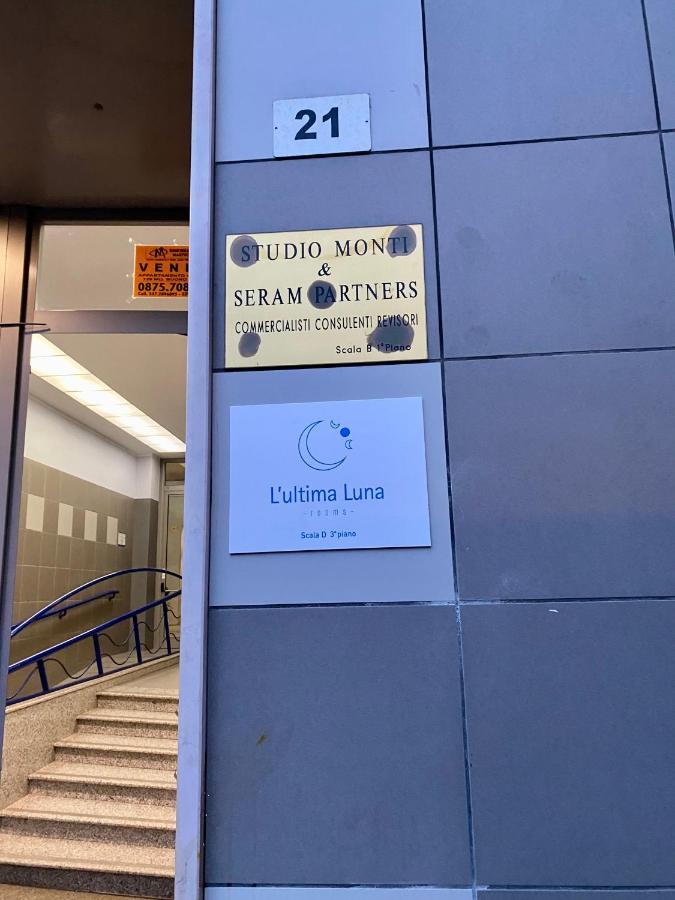 21
STUDIO MONTI
&
SERAM PARTNERS
COMMERCIALISTI CONSULENTI REVISORI
Scala B 1° Piano
L'ultima Luna
-rooms-
Scala D 3° piano
VEN
APPARTAMENTO
0875.708